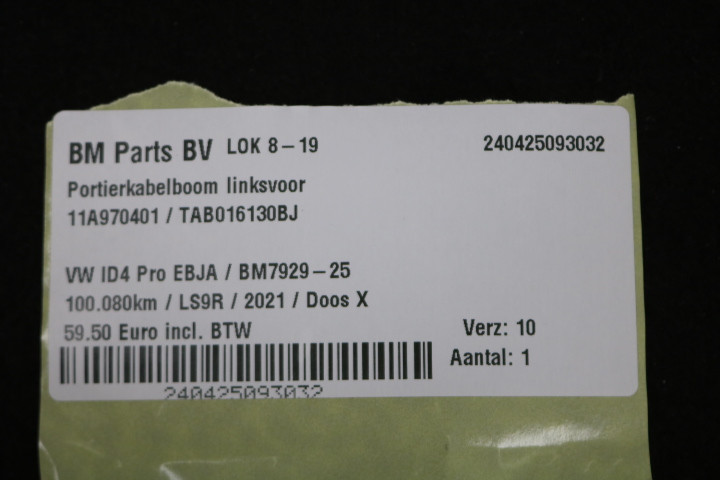 BM Parts BV LOK 8-19 240425093032
Portierkabelboom linksvoor
11A970401 / TAB016130BJ
VW ID4 Pro EBJA / BM7929-25
100.080km / LS9R / 2021 / Doos X
59.50 Euro incl. BTW Verz: 10
Aantal: 1
240425093032